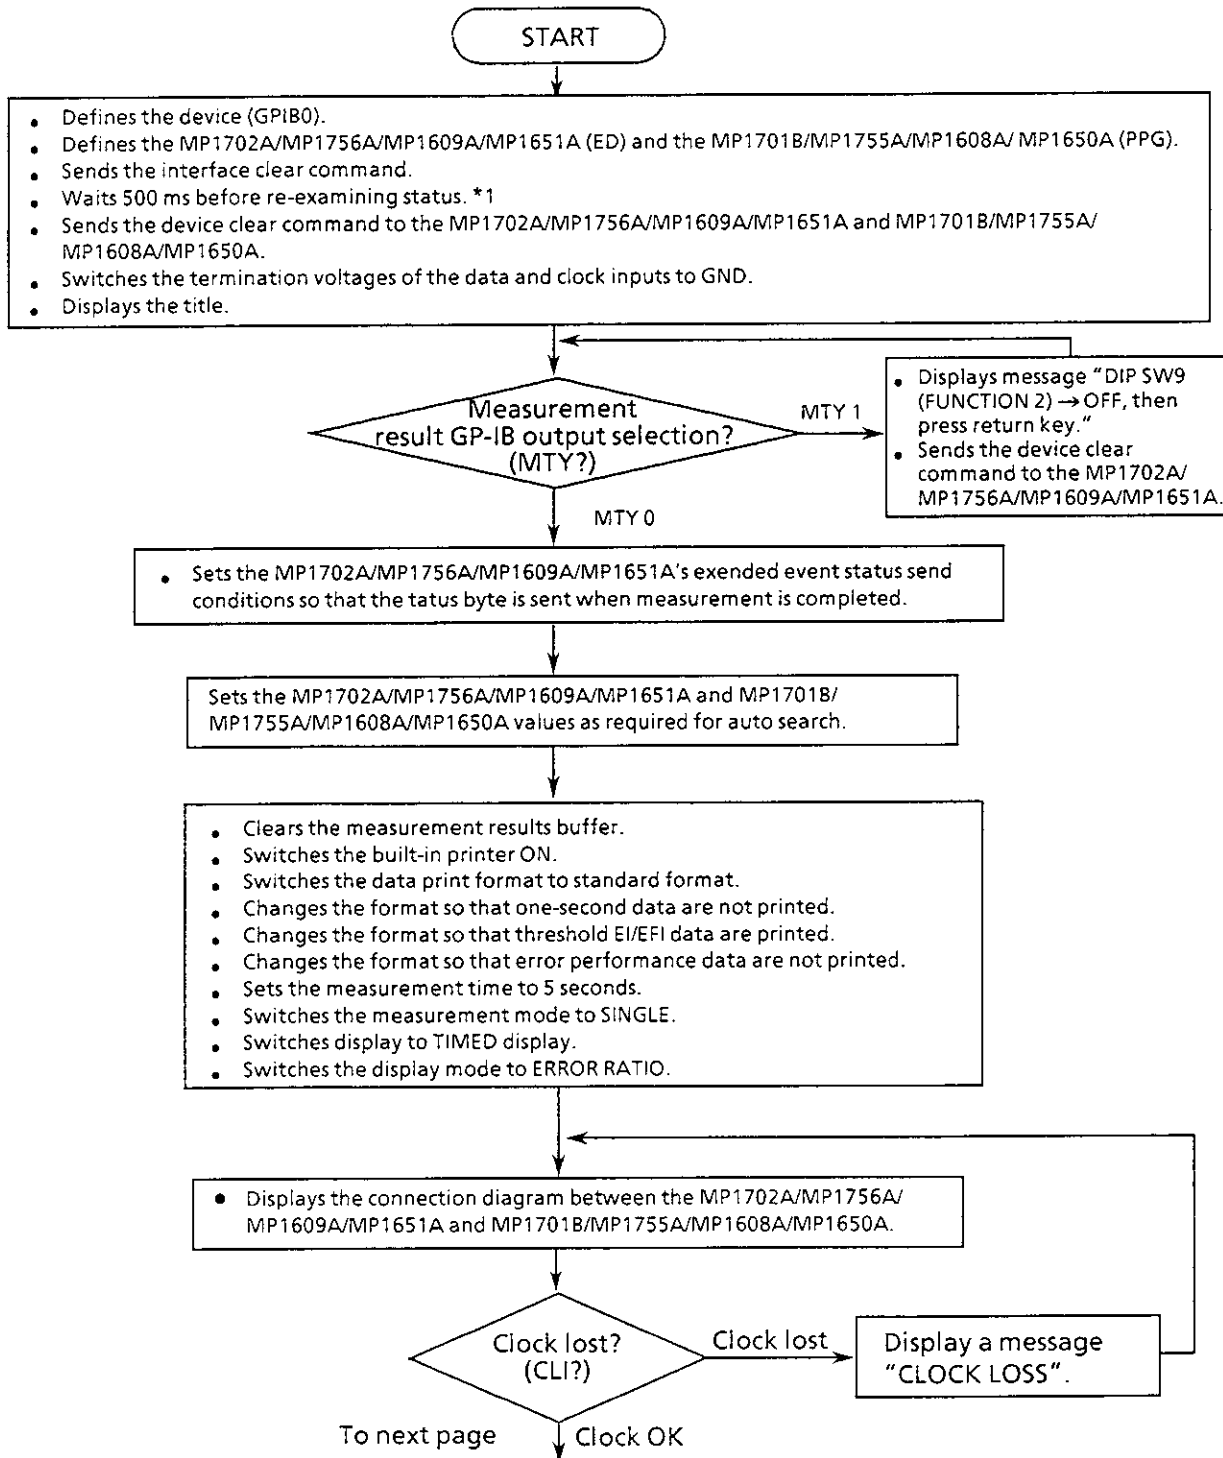 START
• Defines the device (GPIB0).
• Defines the MP1702A/MP1756A/MP1609A/MP1651A (ED) and the MP1701B/MP1755A/MP1608A/ MP1650A (PPG).
• Sends the interface clear command.
• Waits 500 ms before re-examining status. *1
• Sends the device clear command to the MP1702A/MP1756A/MP1609A/MP1651A and MP1701B/MP1755A/
MP1608A/MP1650A.
• Switches the termination voltages of the data and clock inputs to GND.
• Displays the title.
Measurement
result GP-IB output selection?
(MTY?)
MTY 1
• Displays message "DIP SW9
(FUNCTION 2) → OFF, then
press return key."
• Sends the device clear
command to the MP1702A/
MP1756A/MP1609A/MP1651A.
MTY 0
• Sets the MP1702A/MP1756A/MP1609A/MP1651A's exended event status send
conditions so that the tatus byte is sent when measurement is completed.
Sets the MP1702A/MP1756A/MP1609A/MP1651A and MP1701B/
MP1755A/MP1608A/MP1650A values as required for auto search.
• Clears the measurement results buffer.
• Switches the built-in printer ON.
• Switches the data print format to standard format.
• Changes the format so that one-second data are not printed.
• Changes the format so that threshold EI/EFI data are printed.
• Changes the format so that error performance data are not printed.
• Sets the measurement time to 5 seconds.
• Switches the measurement mode to SINGLE.
• Switches display to TIMED display.
• Switches the display mode to ERROR RATIO.
• Displays the connection diagram between the MP1702A/MP1756A/
MP1609A/MP1651A and MP1701B/MP1755A/MP1608A/MP1650A.
Clock lost?
(CLI?)
Clock lost
Display a message
"CLOCK LOSS".
To next page
Clock OK